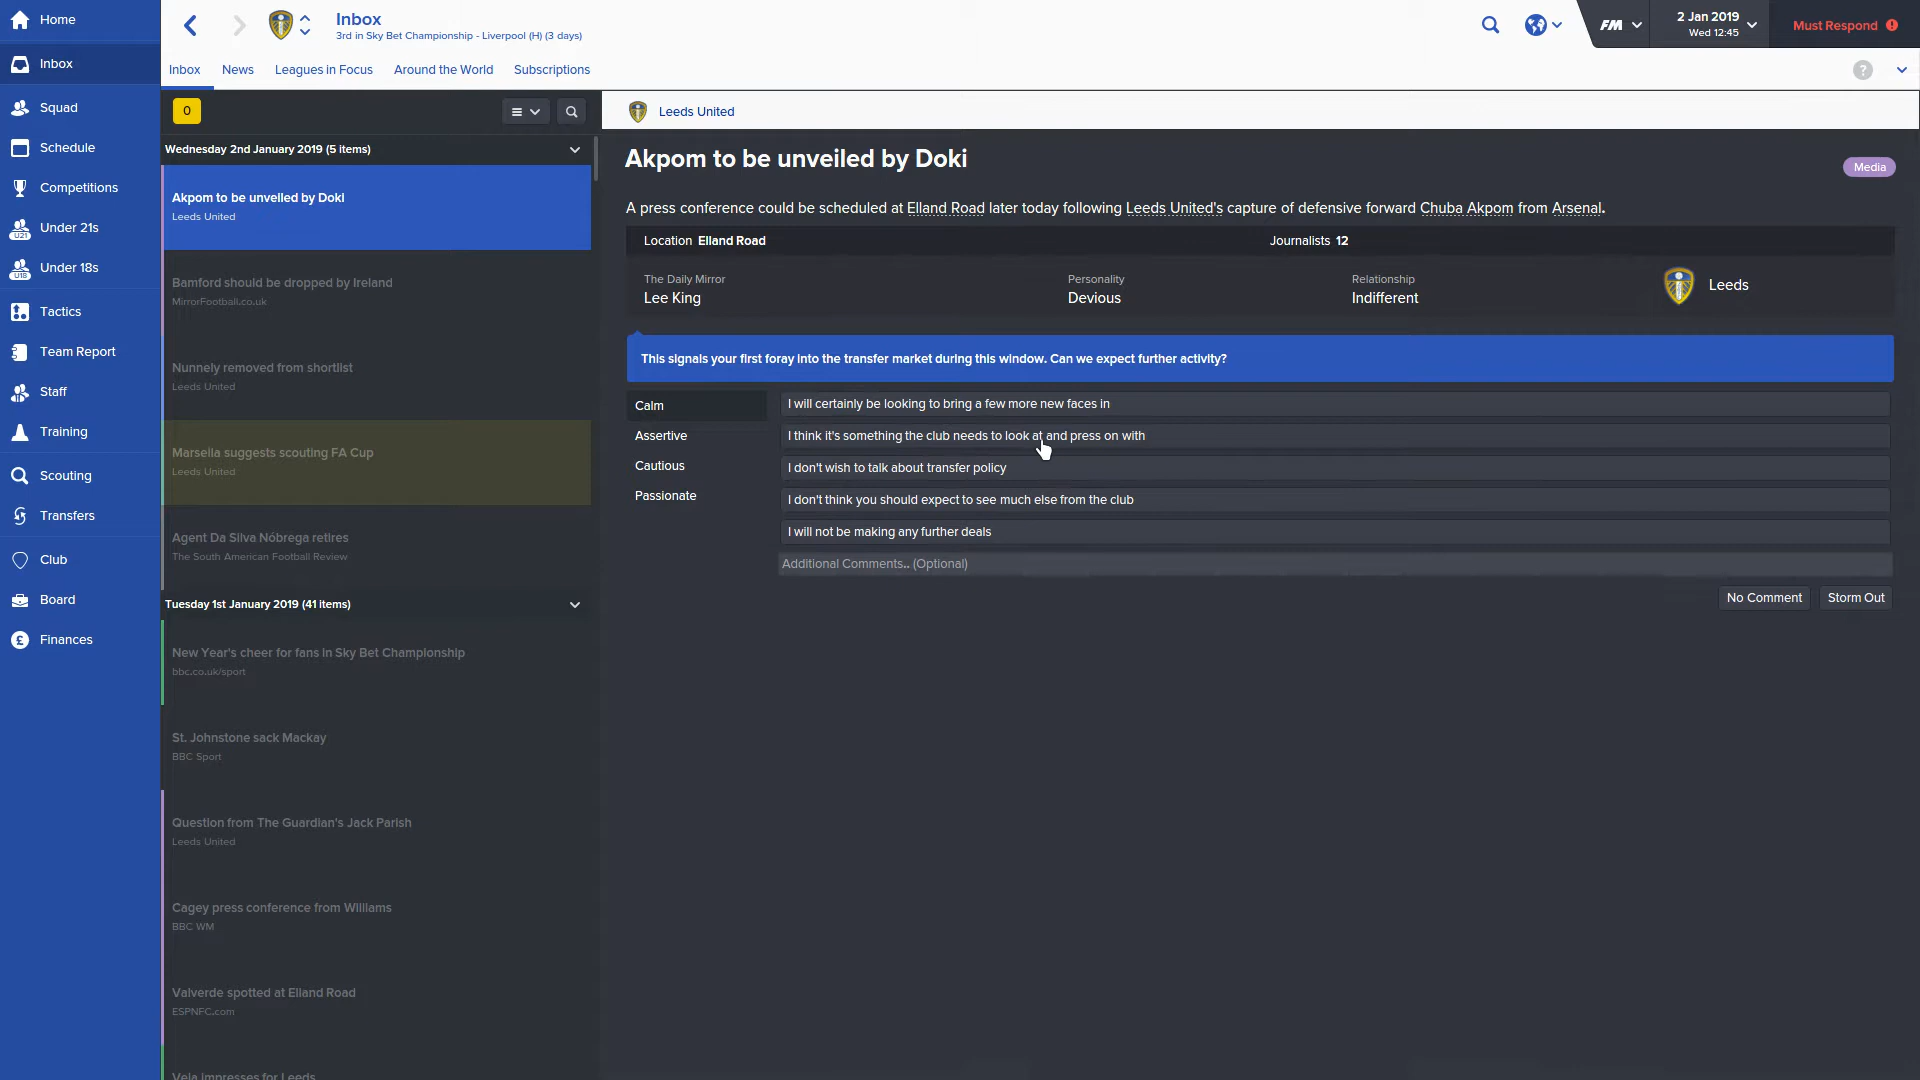 Home
Inbox
Squad
Schedule
Competitions
U21
Under 21s
U18
Under 18s
Tactics
Team Report
Staff
Training
Scouting
Transfers
Club
Board
Finances
Inbox
3rd in Sky Bet Championship - Liverpool (H) (3 days)
FM
2 Jan 2019
Wed 12:45
Must Respond
Inbox
News
Leagues in Focus
Around the World
Subscriptions
?
0
Wednesday 2nd January 2019 (5 items)
Akpom to be unveiled by Doki
Leeds United
Bamford should be dropped by Ireland
MirrorFootball.co.uk
Nunnely removed from shortlist
Leeds United
Marsella suggests scouting FA Cup
Leeds United
Agent Da Silva Nóbrega retires
The South American Football Review
Tuesday 1st January 2019 (41 items)
New Year's cheer for fans in Sky Bet Championship
bbc.co.uk/sport
St. Johnstone sack Mackay
BBC Sport
Question from The Guardian's Jack Parish
Leeds United
Cagey press conference from Williams
BBC WM
Valverde spotted at Elland Road
ESPNFC.com
Vela impresses for Leeds
Leeds United
Akpom to be unveiled by Doki
Media
A press conference could be scheduled at Elland Road later today following Leeds United's capture of defensive forward Chuba Akpom from Arsenal.
Location Elland Road
Journalists 12
The Daily Mirror
Lee King
Personality
Devious
Relationship
Indifferent
Leeds
This signals your first foray into the transfer market during this window. Can we expect further activity?
Calm
Assertive
Cautious
Passionate
I will certainly be looking to bring a few more new faces in
I think it's something the club needs to look at and press on with
I don't wish to talk about transfer policy
I don't think you should expect to see much else from the club
I will not be making any further deals
Additional Comments.. (Optional)
No Comment
Storm Out